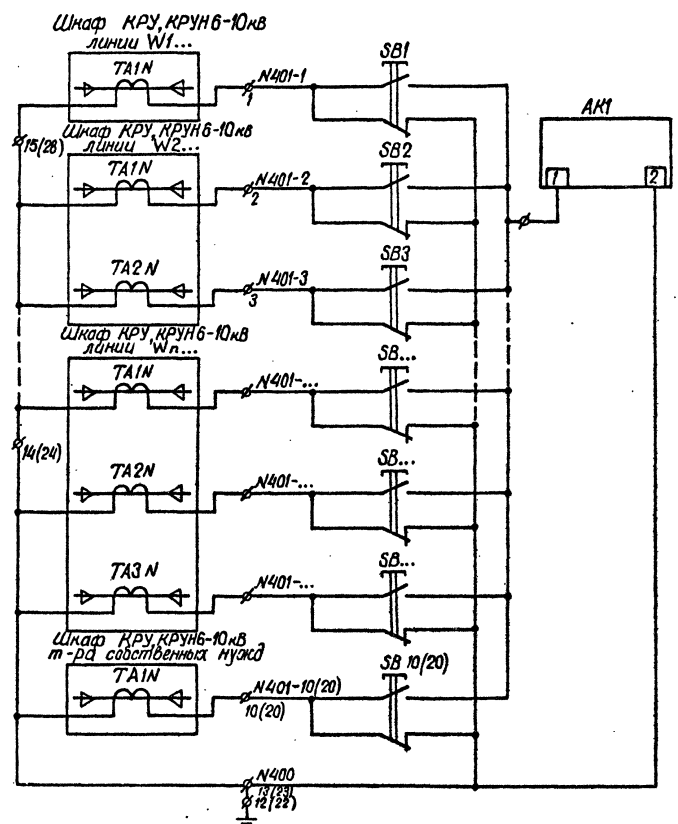 Шкаф КРУ, КРУН 6-10кВ
линии W1...
TA1N
N401-1
1
SB1
AK1
1
2
15(28)
Шкаф КРУ, КРУН 6-10кВ
линии W2...
TA1N
N401-2
2
SB2
TA2N
N401-3
3
SB3
Шкаф КРУ, КРУН 6-10кВ
линии Wn...
TA1N
N401-...
SB...
14(24)
TA2N
N401-...
SB...
TA3N
N401-...
SB...
Шкаф КРУ, КРУН 6-10кВ
т-ра собственных нужд
TA1N
N401-10(20)
10(20)
SB 10(20)
N400
13(23)
12(22)